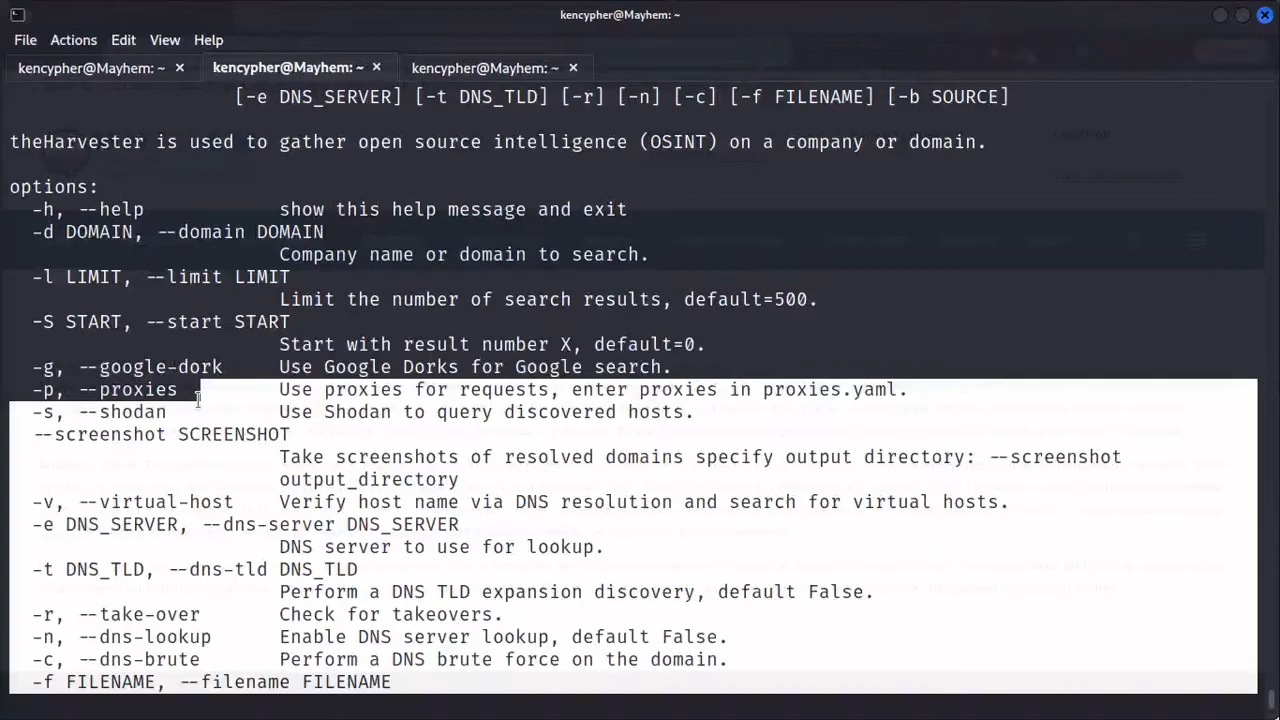 kencypher@Mayhem: ~
File Actions Edit View Help
kencypher@Mayhem: ~ × kencypher@Mayhem: ~ × kencypher@Mayhem: ~ ×
[-e DNS_SERVER] [-t DNS_TLD] [-r] [-n] [-c] [-f FILENAME] [-b SOURCE]
theHarvester is used to gather open source intelligence (OSINT) on a company or domain.
options:
-h, --help show this help message and exit
-d DOMAIN, --domain DOMAIN
Company name or domain to search.
-l LIMIT, --limit LIMIT
Limit the number of search results, default=500.
-S START, --start START
Start with result number X, default=0.
-g, --google-dork Use Google Dorks for Google search.
-p, --proxies Use proxies for requests, enter proxies in proxies.yaml.
-s, --shodan Use Shodan to query discovered hosts.
--screenshot SCREENSHOT
Take screenshots of resolved domains specify output directory: --screenshot
output_directory
-v, --virtual-host Verify host name via DNS resolution and search for virtual hosts.
-e DNS_SERVER, --dns-server DNS_SERVER
DNS server to use for lookup.
-t DNS_TLD, --dns-tld DNS_TLD
Perform a DNS TLD expansion discovery, default False.
-r, --take-over Check for takeovers.
-n, --dns-lookup Enable DNS server lookup, default False.
-c, --dns-brute Perform a DNS brute force on the domain.
-f FILENAME, --filename FILENAME